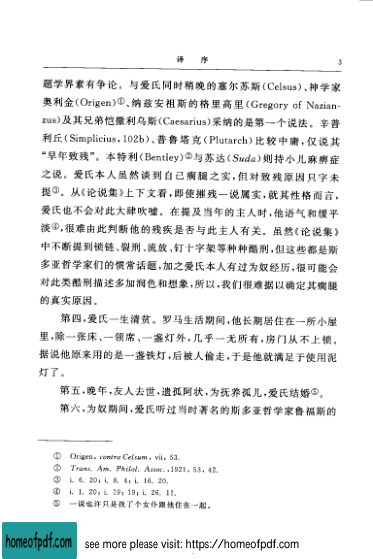 译　序
3
题学界素有争论。与爱氏同时稍晚的塞尔苏斯(Celsus)、神学家
奥利金(Origen)①、纳兹安祖斯的格里高里(Gregory of Nazian-
zus)及其兄弟恺撒利乌斯(Caesarius)采纳的是第一个说法。辛普
利丘(Simplicius,102b)、普鲁塔克(Plutarch)比较中庸,仅说其
“早年致残”。本特利(Bentley)②与苏达(Suda)则持小儿麻痹症
之说。爱氏本人虽然谈到自己瘸腿之实,但对致残原因只字未
提③。从《论说集》上下文看,即使摧残一说属实,就其性格而言,
爱氏也不会对此大肆吹嘘。在提及当年的主人时,他语气和缓平
淡④,很难由此判断他的残疾是否与此主人有关。虽然《论说集》
中不断提到锁链、裂刑、流放、钉十字架等种种酷刑,但这些都是斯
多亚哲学家们的惯常话题,加之爱氏本人有过为奴经历,很可能会
对此类酷刑描述多加润色和想象,所以,我们很难据以确定其瘸腿
的真实原因。
第四,爱氏一生清贫。罗马生活期间,他长期居住在一所小屋
里,除一张床、一领席、一盏灯外,几乎一无所有,房门从不上锁。
据说他原来用的是一盏铁灯,后被人偷走,于是他就满足于使用泥
灯了。
第五,晚年,友人去世,遗孤阿状,为抚养孤儿,爱氏结婚⑤。
第六,为奴期间,爱氏听过当时著名的斯多亚哲学家鲁福斯的
① Origen, contra Celsum, vii, 53.
② Trans. Am. Philol. Assoc. ,1921, 53, 42.
③ i. 6. 20; i. 8. 4; i. 16. 20.
④ i. 1. 20; i. 19; 19; i. 26. 11.
⑤ 一说也许只是找了个女仆跟他住在一起。
homeofpdf.com
see more please visit: https://homeofpdf.com